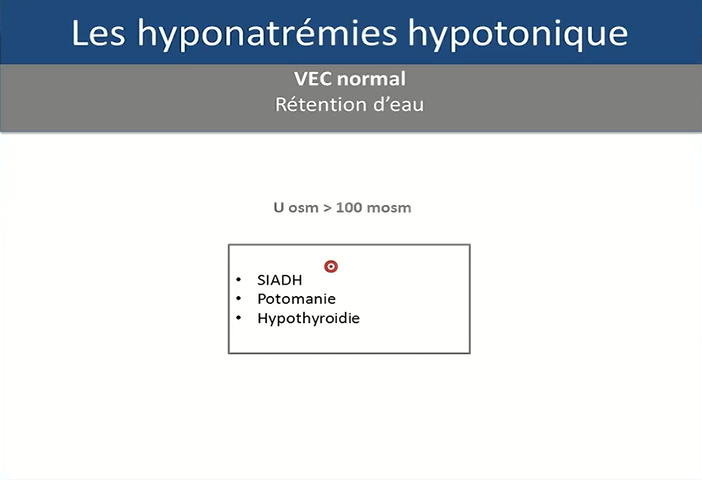 Les hyponatrémies hypotonique
VEC normal
Rétention d'eau
U osm > 100 mosm
• SIADH
• Potomanie
• Hypothyroidie